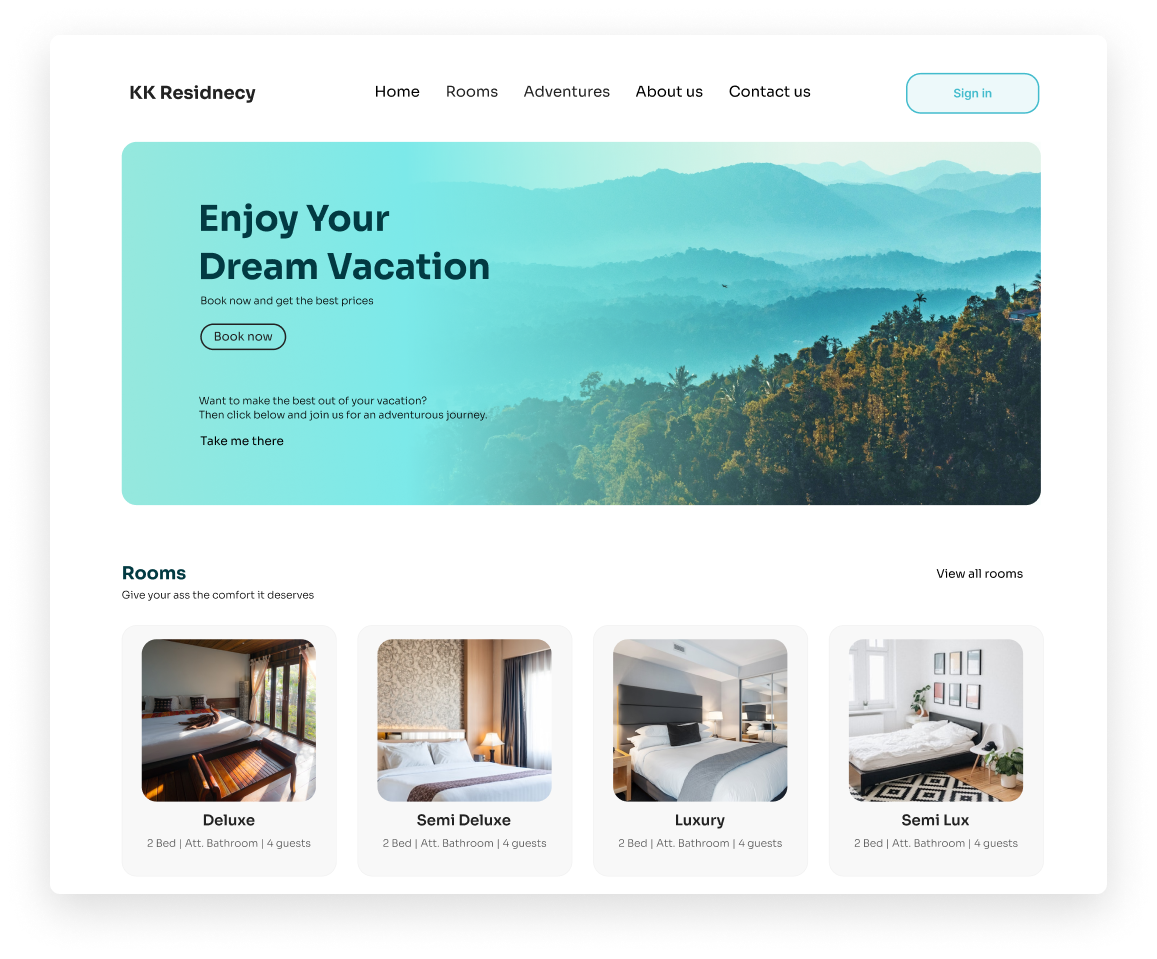 KK Residnecy
Home Rooms Adventures About us Contact us
Sign in
Enjoy Your
Dream Vacation
Book now and get the best prices
Book now
Want to make the best out of your vacation?
Then click below and join us for an adventurous journey.
Take me there
Rooms
View all rooms
Give your ass the comfort it deserves
Deluxe
2 Bed | Att. Bathroom | 4 guests
Semi Deluxe
2 Bed | Att. Bathroom | 4 guests
Luxury
2 Bed | Att. Bathroom | 4 guests
Semi Lux
2 Bed | Att. Bathroom | 4 guests